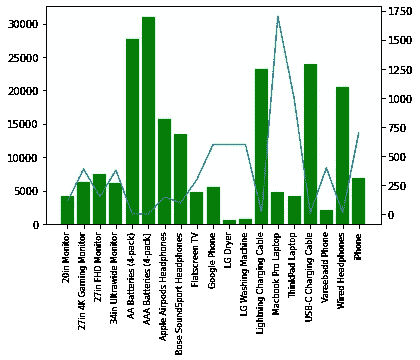 30000
25000
20000
15000
10000
5000
0
1750
1500
1250
1000
750
500
250
0
20in Monitor
27in 4K Gaming Monitor
27in FHD Monitor
34in Ultrawide Monitor
AA Batteries (4-pack)
AAA Batteries (4-pack)
Apple Airpods Headphones
Bose SoundSport Headphones
Flatscreen TV
Google Phone
LG Dryer
LG Washing Machine
Lightning Charging Cable
Macbook Pro Laptop
ThinkPad Laptop
USB-C Charging Cable
Vareebadd Phone
Wired Headphones
iPhone